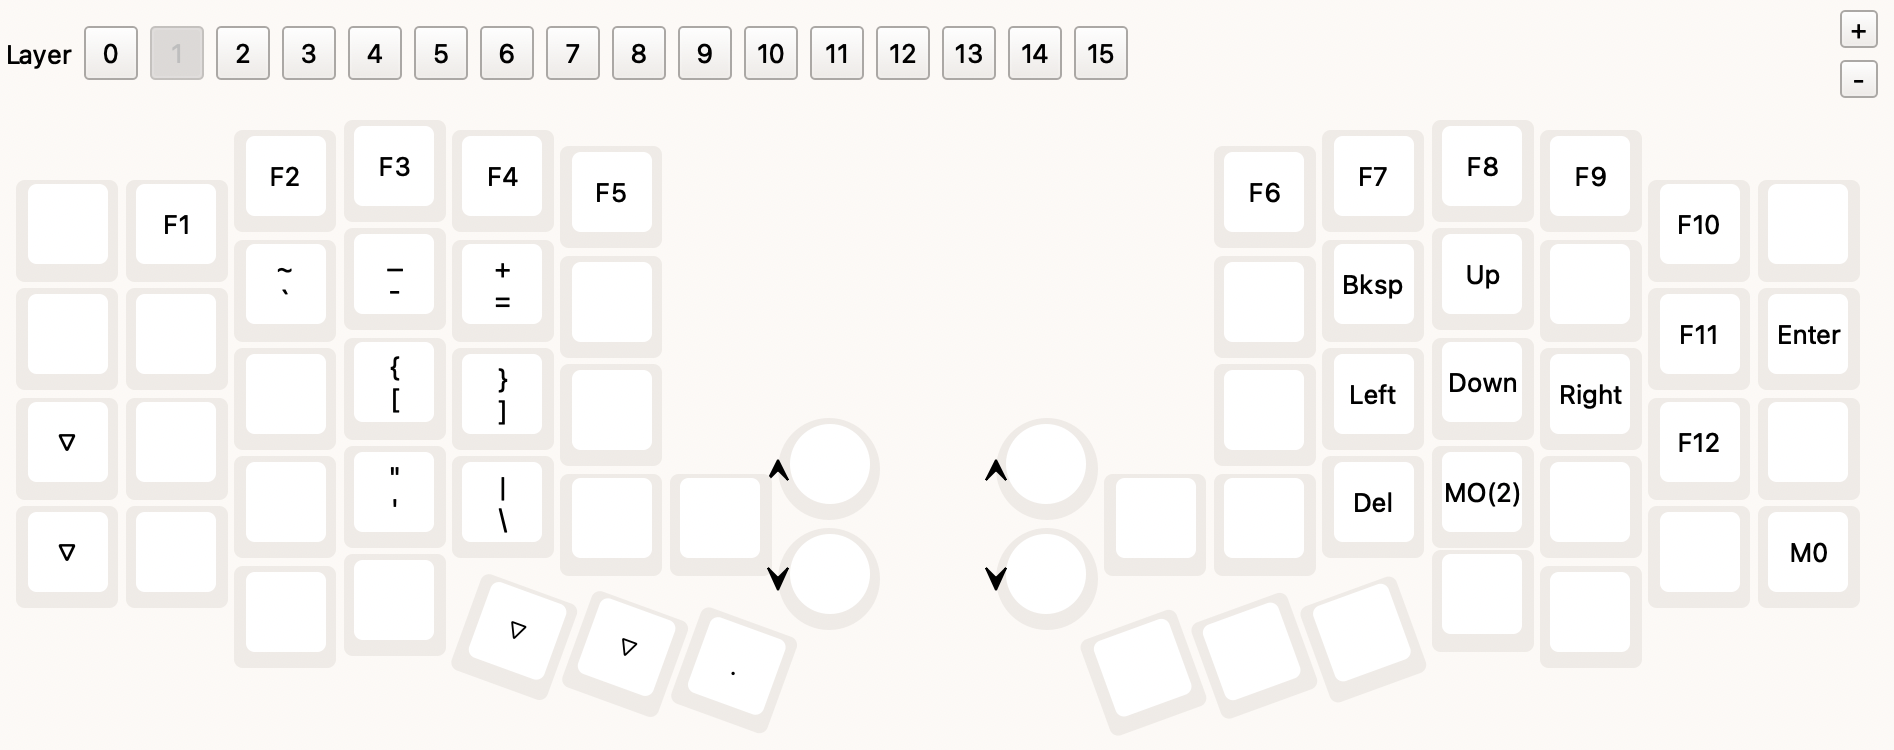 Layer 0 1 2 3 4 5 6 7 8 9 10 11 12 13 14 15
+
-
F1 F2 F3 F4 F5 F6 F7 F8 F9 F10
~ _ + Bksp Up F11 Enter
` - =
{ } Left Down Right F12
[ ]
▽
" | Del MO(2) M0
' \
▽
▽ ▽ .